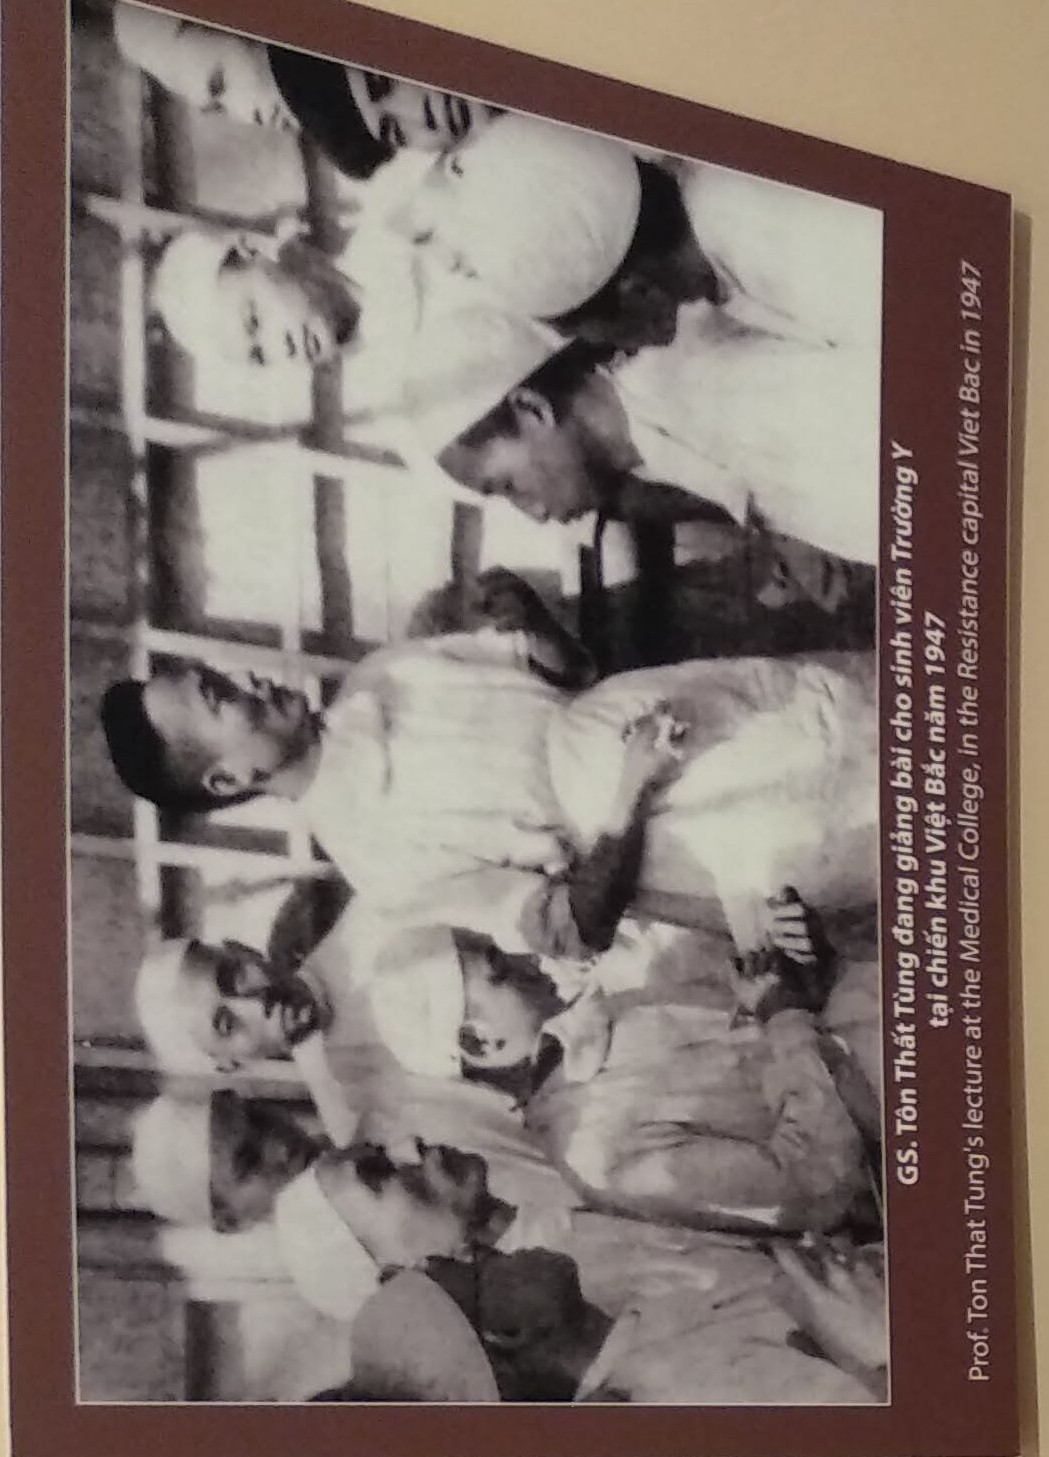 GS. Tôn Thất Tùng đang giảng bài cho sinh viên Trường Y
tại chiến khu Việt Bắc năm 1947
Prof. Ton That Tung's lecture at the Medical College, in the Resistance capital Viet Bac in 1947